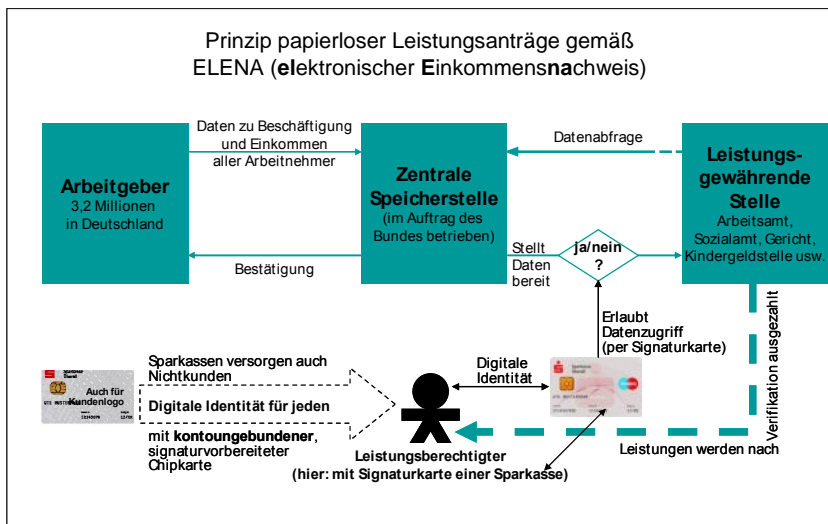 Prinzip papierloser Leistungsanträge gemäß
ELENA (elektronischer Einkommensnachweis)
Arbeitgeber
3,2 Millionen
in Deutschland
Daten zu Beschäftigung
und Einkommen
aller Arbeitnehmer
Bestätigung
Zentrale
Speicherstelle
(im Auftrag des
Bundes betrieben)
Datenabfrage
Stellt
Daten
bereit
ja/nein
?
Leistungs-
gewährende
Stelle
Arbeitsamt,
Sozialamt, Gericht,
Kindergeldstelle usw.
Erlaubt
Datenzugriff
(per Signaturkarte)
Verifikation ausgezahlt
Leistungen werden nach
Digitale
Identität
Sparkassen versorgen auch
Nichtkunden
Digitale Identität für jeden
mit kontoungebundener,
signaturvorbereiteter
Chipkarte
Auch für
Kundenlogo
Leistungsberechtigter
(hier: mit Signaturkarte einer Sparkasse)